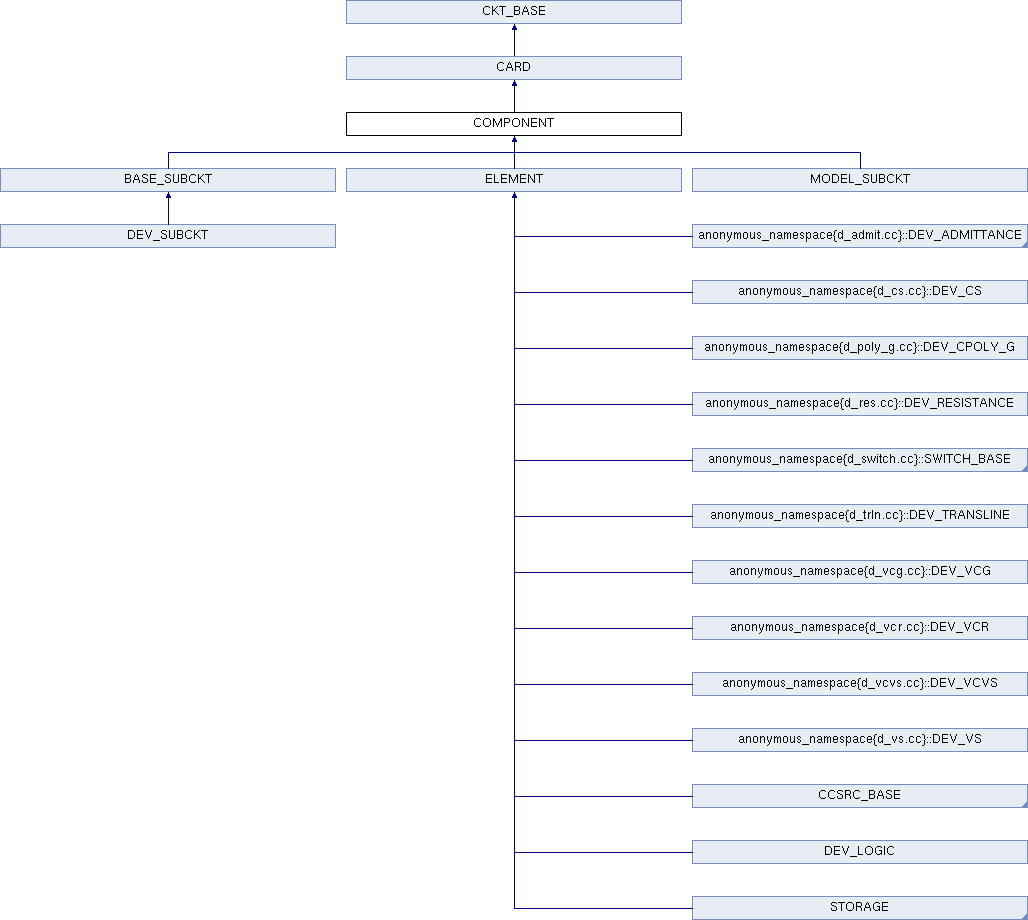 CKT_BASE
CARD
COMPONENT
BASE_SUBCKT
ELEMENT
MODEL_SUBCKT
DEV_SUBCKT
anonymous_namespace{d_admit.cc}::DEV_ADMITTANCE
anonymous_namespace{d_cs.cc}::DEV_CS
anonymous_namespace{d_poly_g.cc}::DEV_CPOLY_G
anonymous_namespace{d_res.cc}::DEV_RESISTANCE
anonymous_namespace{d_switch.cc}::SWITCH_BASE
anonymous_namespace{d_trln.cc}::DEV_TRANSLINE
anonymous_namespace{d_vcg.cc}::DEV_VCG
anonymous_namespace{d_vcr.cc}::DEV_VCR
anonymous_namespace{d_vcvs.cc}::DEV_VCVS
anonymous_namespace{d_vs.cc}::DEV_VS
CCSRC_BASE
DEV_LOGIC
STORAGE